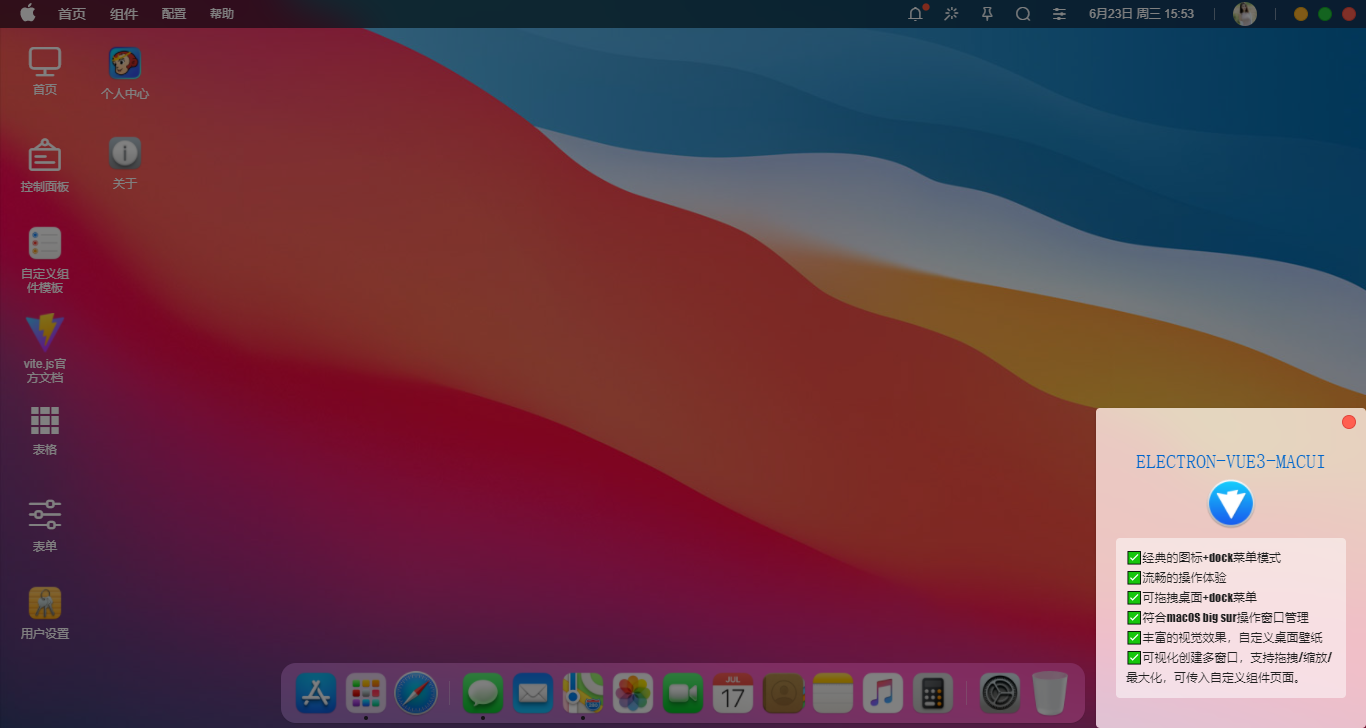 首页 组件 配置 帮助 6月23日 周三 15:53
首页
个人中心
控制面板
关于
自定义组
件模板
vite.js官
方文档
表格
表单
用户设置
ELECTRON-VUE3-MACUI
✅经典的图标+dock菜单模式
✅流畅的操作体验
✅可拖拽桌面+dock菜单
✅符合macOS big sur操作窗口管理
✅丰富的视觉效果，自定义桌面壁纸
✅可视化创建多窗口，支持拖拽/缩放/
最大化，可传入自定义组件页面。
JUL
17